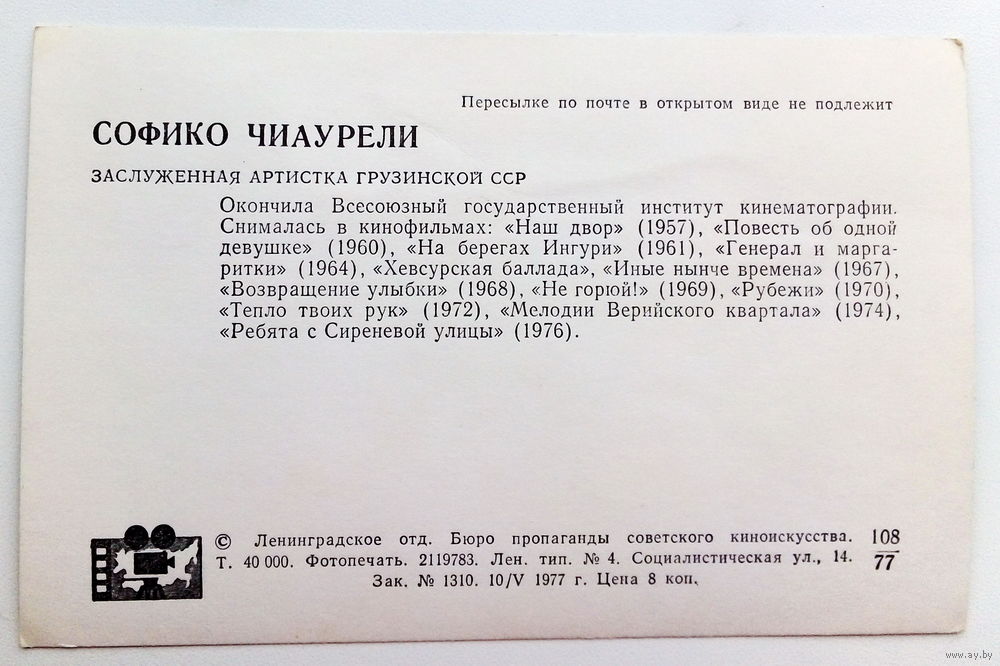 Пересылке по почте в открытом виде не подлежит
СОФИКО ЧИАУРЕЛИ
ЗАСЛУЖЕННАЯ АРТИСТКА ГРУЗИНСКОЙ ССР
Окончила Всесоюзный государственный институт кинематографии.
Снималась в кинофильмах: «Наш двор» (1957), «Повесть об одной
девушке» (1960), «На берегах Ингури» (1961), «Генерал и марга-
ритки» (1964), «Хевсурская баллада», «Иные нынче времена» (1967),
«Возвращение улыбки» (1968), «Не горюй!» (1969), «Рубежи» (1970),
«Тепло твоих рук» (1972), «Мелодии Верийского квартала» (1974),
«Ребята с Сиреневой улицы» (1976).
© Ленинградское отд. Бюро пропаганды советского киноискусства. 108
Т. 40 000. Фотопечать. 2119783. Лен. тип. № 4. Социалистическая ул., 14. 77
Зак. № 1310. 10/V 1977 г. Цена 8 коп.
www.ay.by